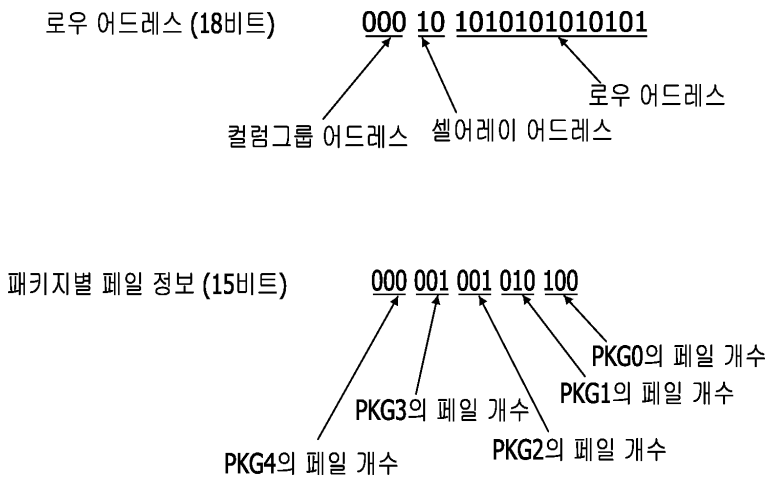 로우 어드레스 (18비트) 000 10 1010101010101
로우 어드레스
컬럼그룹 어드레스 셀어레이 어드레스
패키지별 페일 정보 (15비트) 000 001 001 010 100
PKG0의 페일 개수
PKG1의 페일 개수
PKG3의 페일 개수
PKG2의 페일 개수
PKG4의 페일 개수